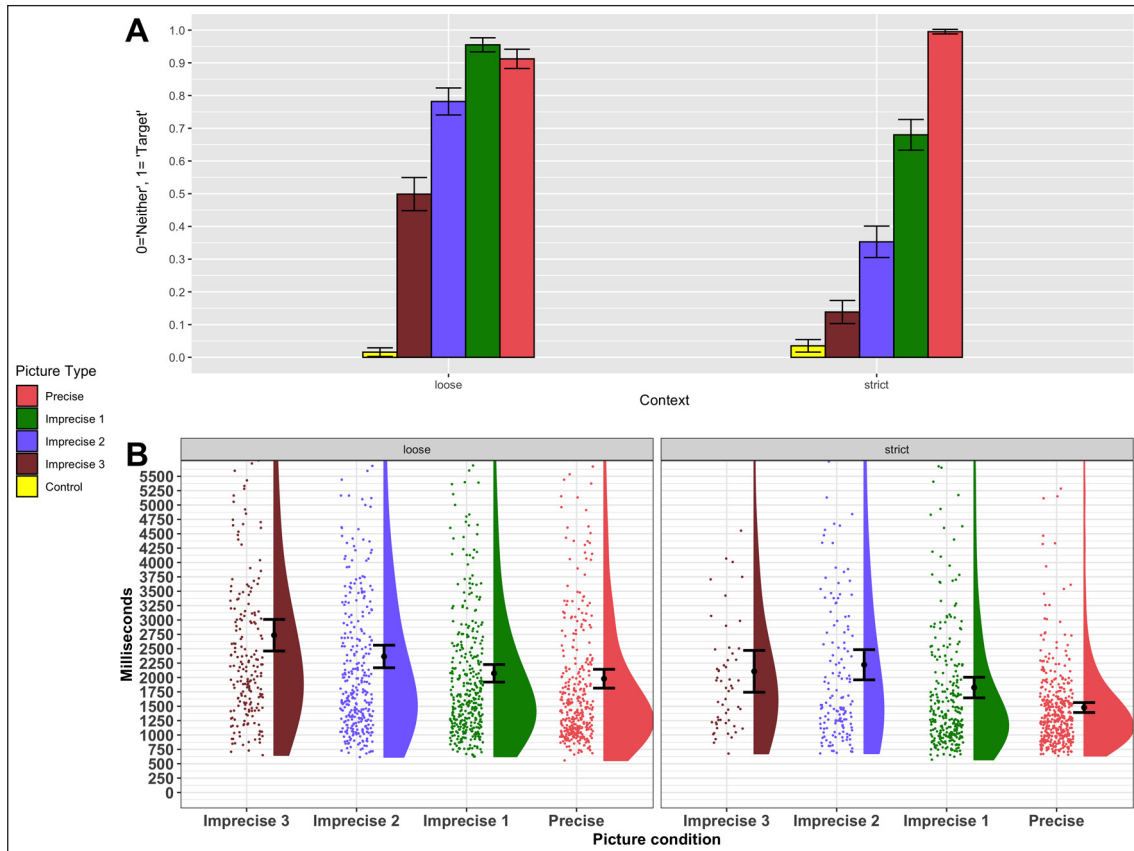 A
1.0
0.9
0.8
0.7
0.6
0.5
0.4
0.3
0.2
0.1
0.0
0='Neither', 1= 'Target'
loose strict
Context
Picture Type
Precise
Imprecise 1
Imprecise 2
Imprecise 3
Control
B
loose strict
5500
5250
5000
4750
4500
4250
4000
3750
3500
3250
3000
2750
2500
2250
2000
1750
1500
1250
1000
750
500
250
0
Milliseconds
Imprecise 3 Imprecise 2 Imprecise 1 Precise Imprecise 3 Imprecise 2 Imprecise 1 Precise
Picture condition